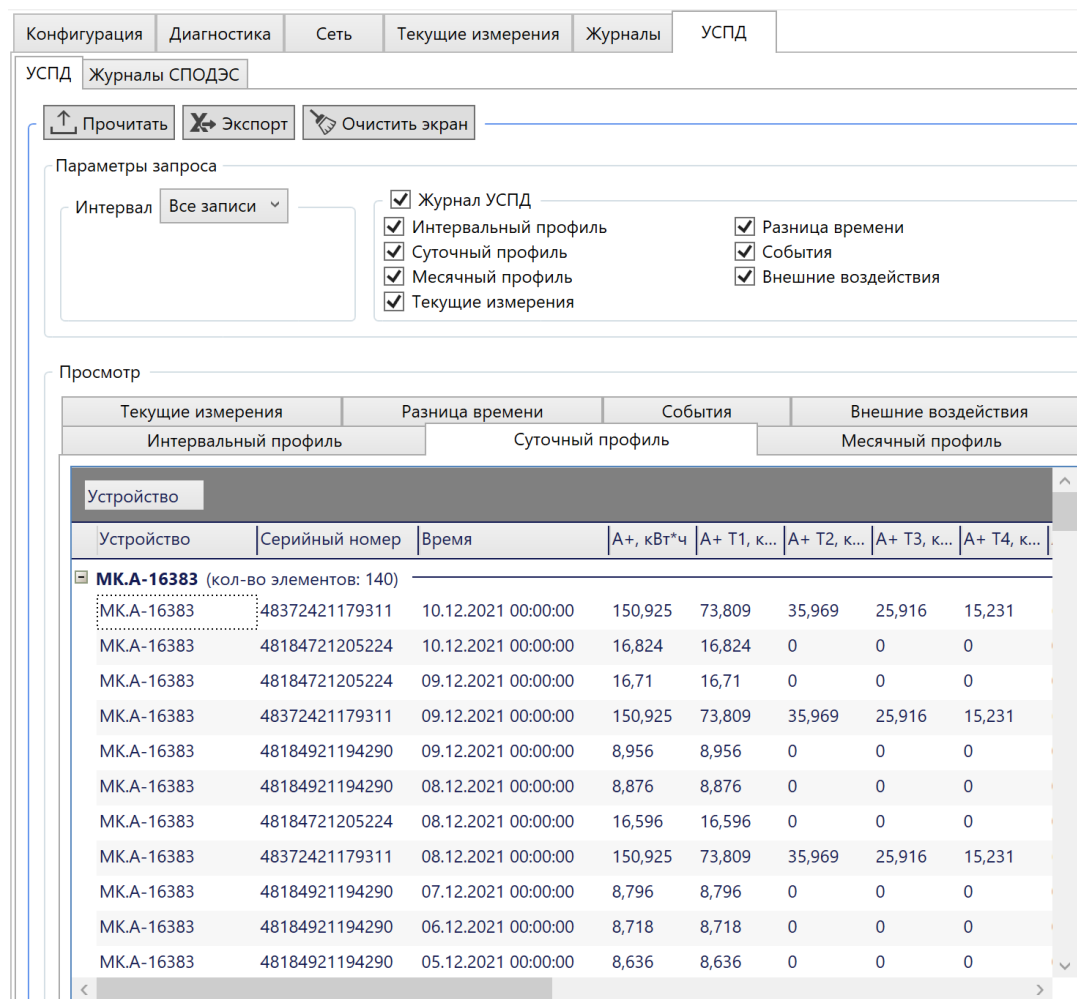 Конфигурация Диагностика Сеть Текущие измерения Журналы УСПД
УСПД Журналы СПОДЭС
Прочитать Экспорт Очистить экран
Параметры запроса
Интервал Все записи
Журнал УСПД
Интервальный профиль Разница времени
Суточный профиль События
Месячный профиль Внешние воздействия
Текущие измерения
Просмотр
Текущие измерения Разница времени События Внешние воздействия
Интервальный профиль Суточный профиль Месячный профиль
Устройство
Устройство Серийный номер Время А+, кВт*ч А+ Т1, к... А+ Т2, к... А+ Т3, к... А+ Т4, к...
МК.А-16383 (кол-во элементов: 140)
МК.А-16383 48372421179311 10.12.2021 00:00:00 150,925 73,809 35,969 25,916 15,231
МК.А-16383 48184721205224 10.12.2021 00:00:00 16,824 16,824 0 0 0
МК.А-16383 48184721205224 09.12.2021 00:00:00 16,71 16,71 0 0 0
МК.А-16383 48372421179311 09.12.2021 00:00:00 150,925 73,809 35,969 25,916 15,231
МК.А-16383 48184921194290 09.12.2021 00:00:00 8,956 8,956 0 0 0
МК.А-16383 48184921194290 08.12.2021 00:00:00 8,876 8,876 0 0 0
МК.А-16383 48184721205224 08.12.2021 00:00:00 16,596 16,596 0 0 0
МК.А-16383 48372421179311 08.12.2021 00:00:00 150,925 73,809 35,969 25,916 15,231
МК.А-16383 48184921194290 07.12.2021 00:00:00 8,796 8,796 0 0 0
МК.А-16383 48184921194290 06.12.2021 00:00:00 8,718 8,718 0 0 0
МК.А-16383 48184921194290 05.12.2021 00:00:00 8,636 8,636 0 0 0